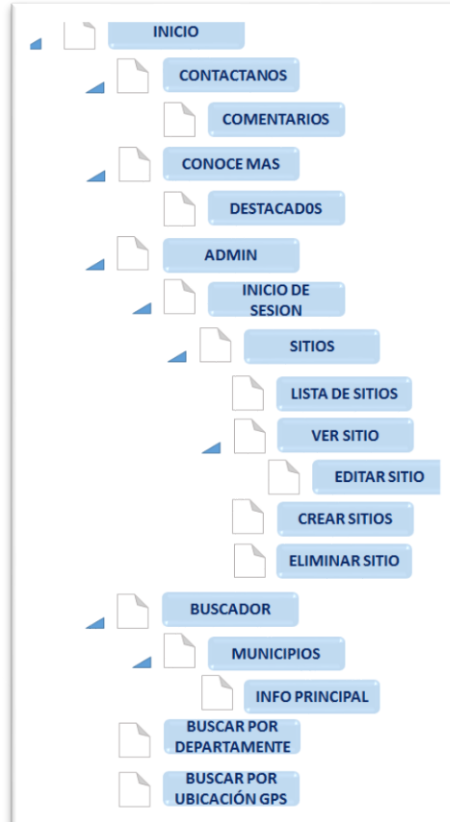 INICIO
CONTACTANOS
COMENTARIOS
CONOCE MAS
DESTACAD0S
ADMIN
INICIO DE
SESION
SITIOS
LISTA DE SITIOS
VER SITIO
EDITAR SITIO
CREAR SITIOS
ELIMINAR SITIO
BUSCADOR
MUNICIPIOS
INFO PRINCIPAL
BUSCAR POR
DEPARTAMENTE
BUSCAR POR
UBICACIÓN GPS